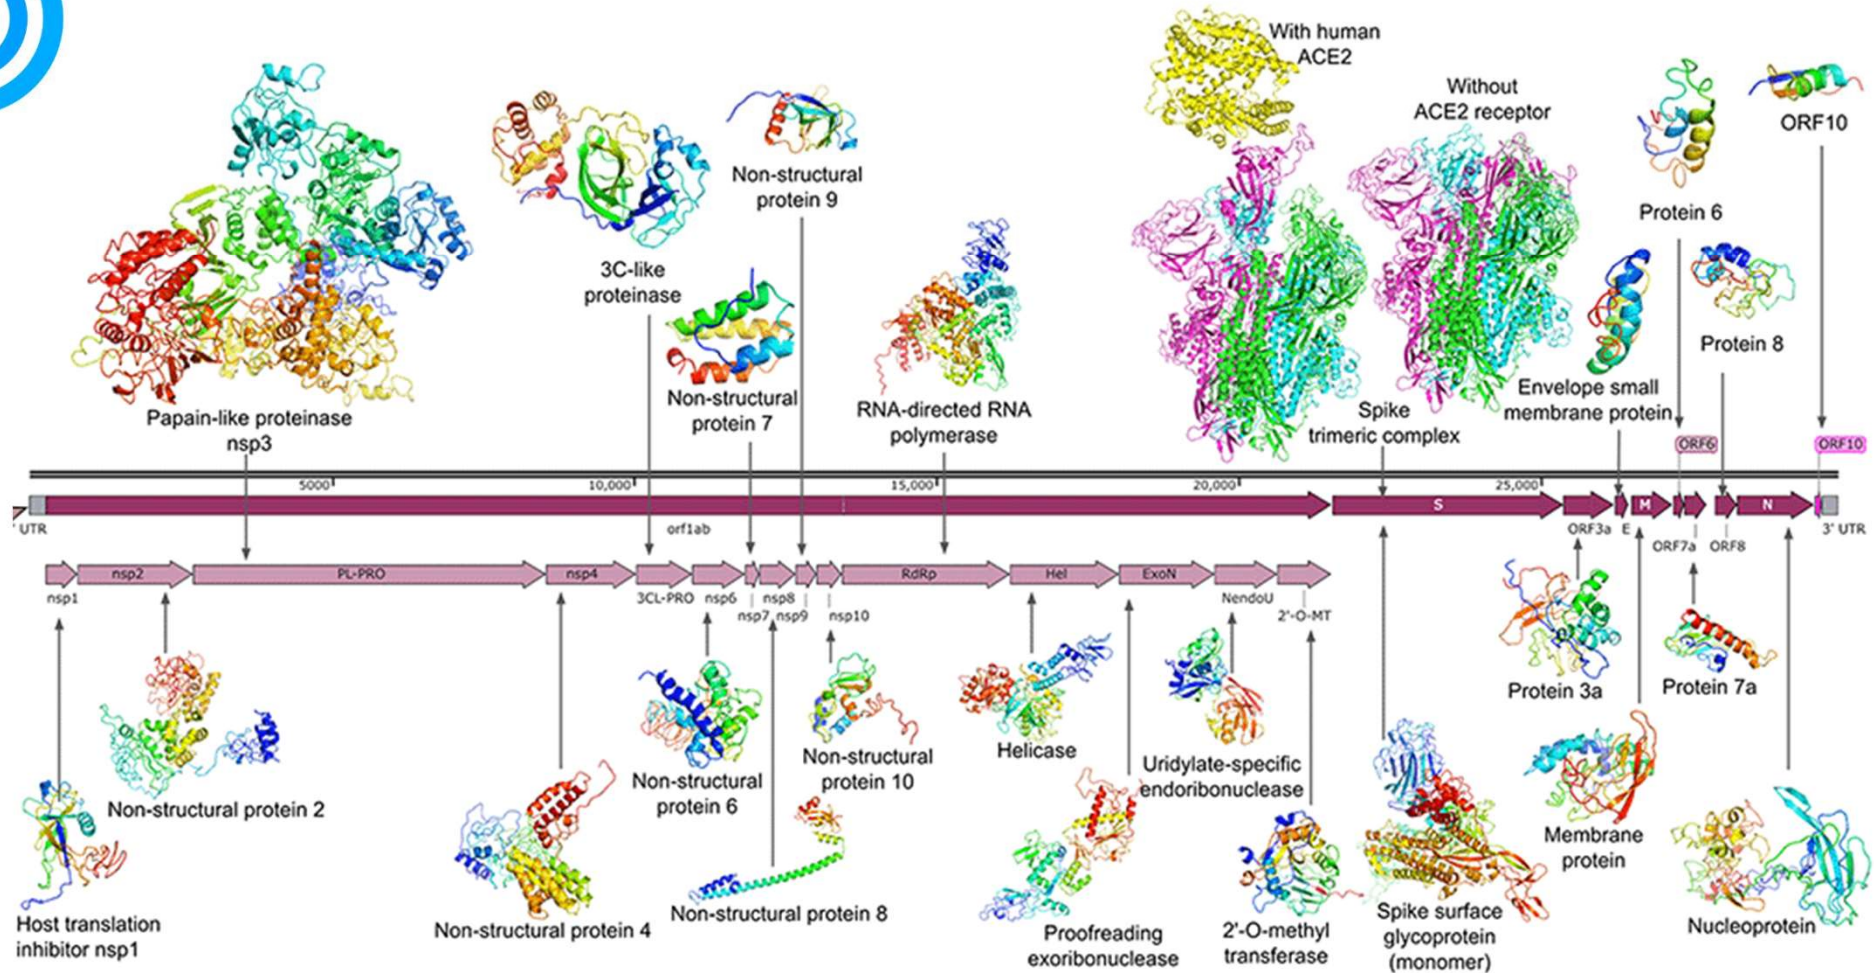 With human
ACE2
Without
ACE2 receptor
ORF10
Non-structural
protein 9
Protein 6
3C-like
proteinase
Protein 8
Non-structural
protein 7
Envelope small
membrane protein
Papain-like proteinase
nsp3
RNA-directed RNA
polymerase
Spike
trimeric complex
ORF6
ORF10
5000
10,000
15,000
20,000
25,000
S
M
N
' UTR
orf1ab
ORF3a
E
ORF7a
ORF8
3' UTR
nsp2
PL-PRO
nsp4
RdRp
Hel
ExoN
nsp1
3CL-PRO
nsp6
nsp7
nsp8
nsp9
nsp10
NendoU
2'-O-MT
Protein 3a
Protein 7a
Non-structural protein 2
Non-structural
protein 6
Non-structural
protein 10
Helicase
Uridylate-specific
endoribonuclease
Membrane
protein
Host translation
inhibitor nsp1
Non-structural protein 4
Non-structural protein 8
Proofreading
exoribonuclease
2'-O-methyl
transferase
Spike surface
glycoprotein
(monomer)
Nucleoprotein